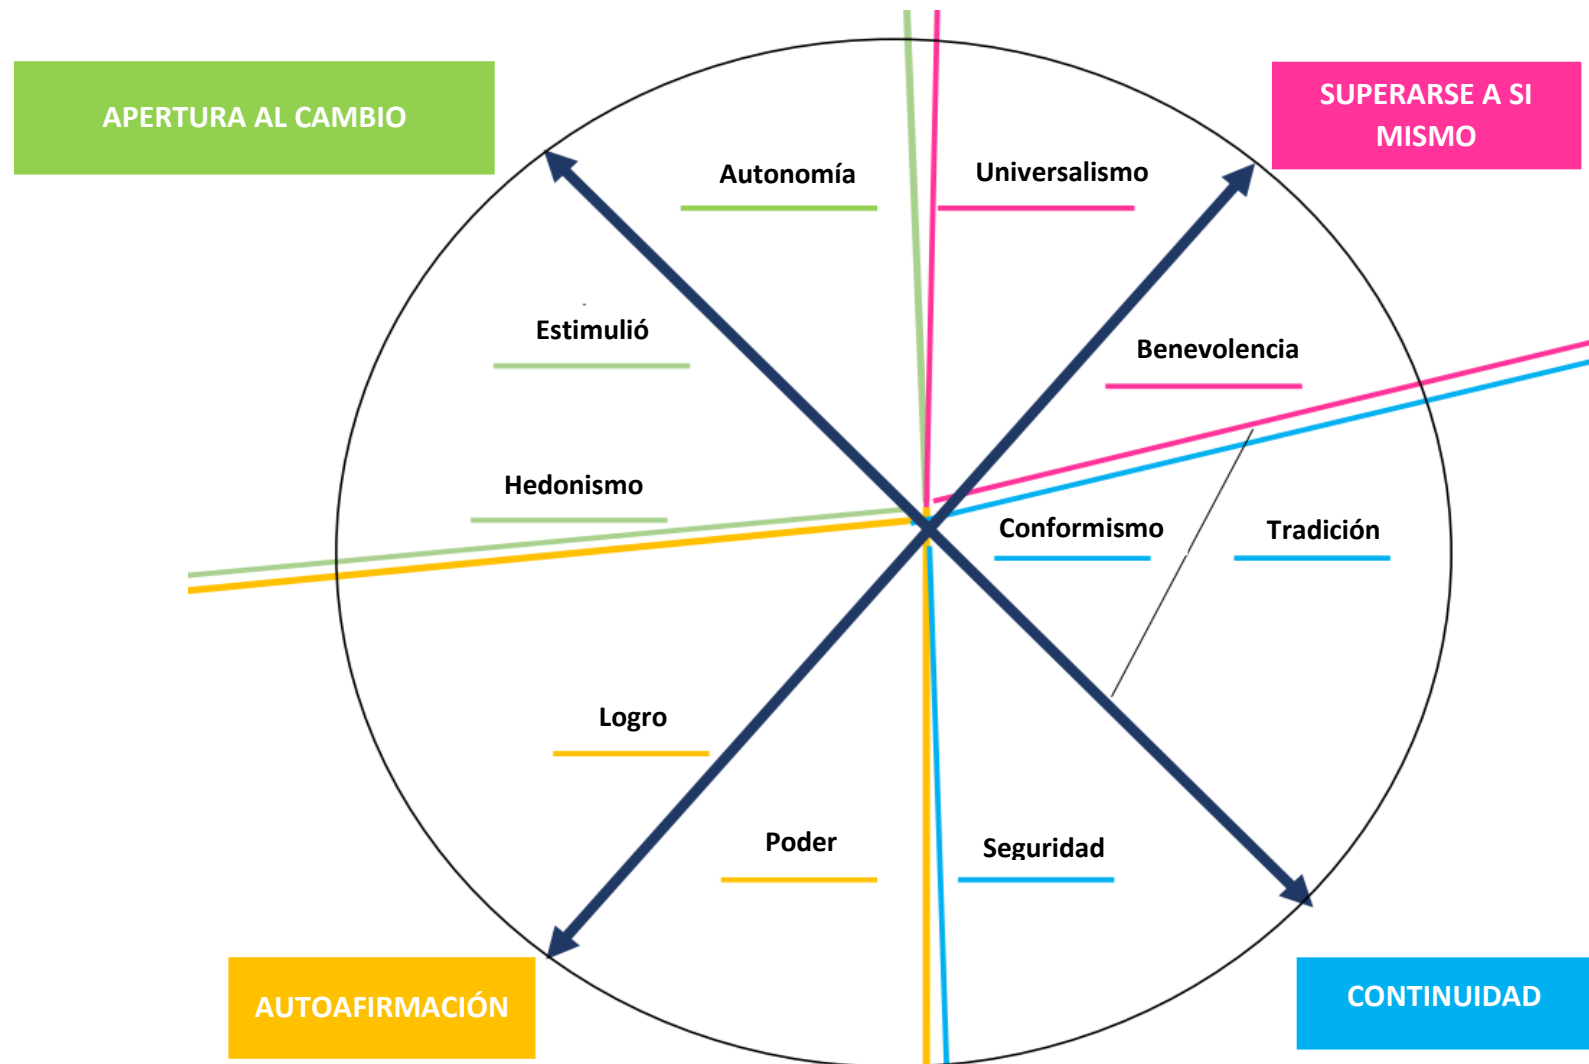 APERTURA AL CAMBIO
SUPERARSE A SI
MISMO
Autonomía
Universalismo
Estimulió
Benevolencia
Hedonismo
Conformismo
Tradición
Logro
Poder
Seguridad
AUTOAFIRMACIÓN
CONTINUIDAD